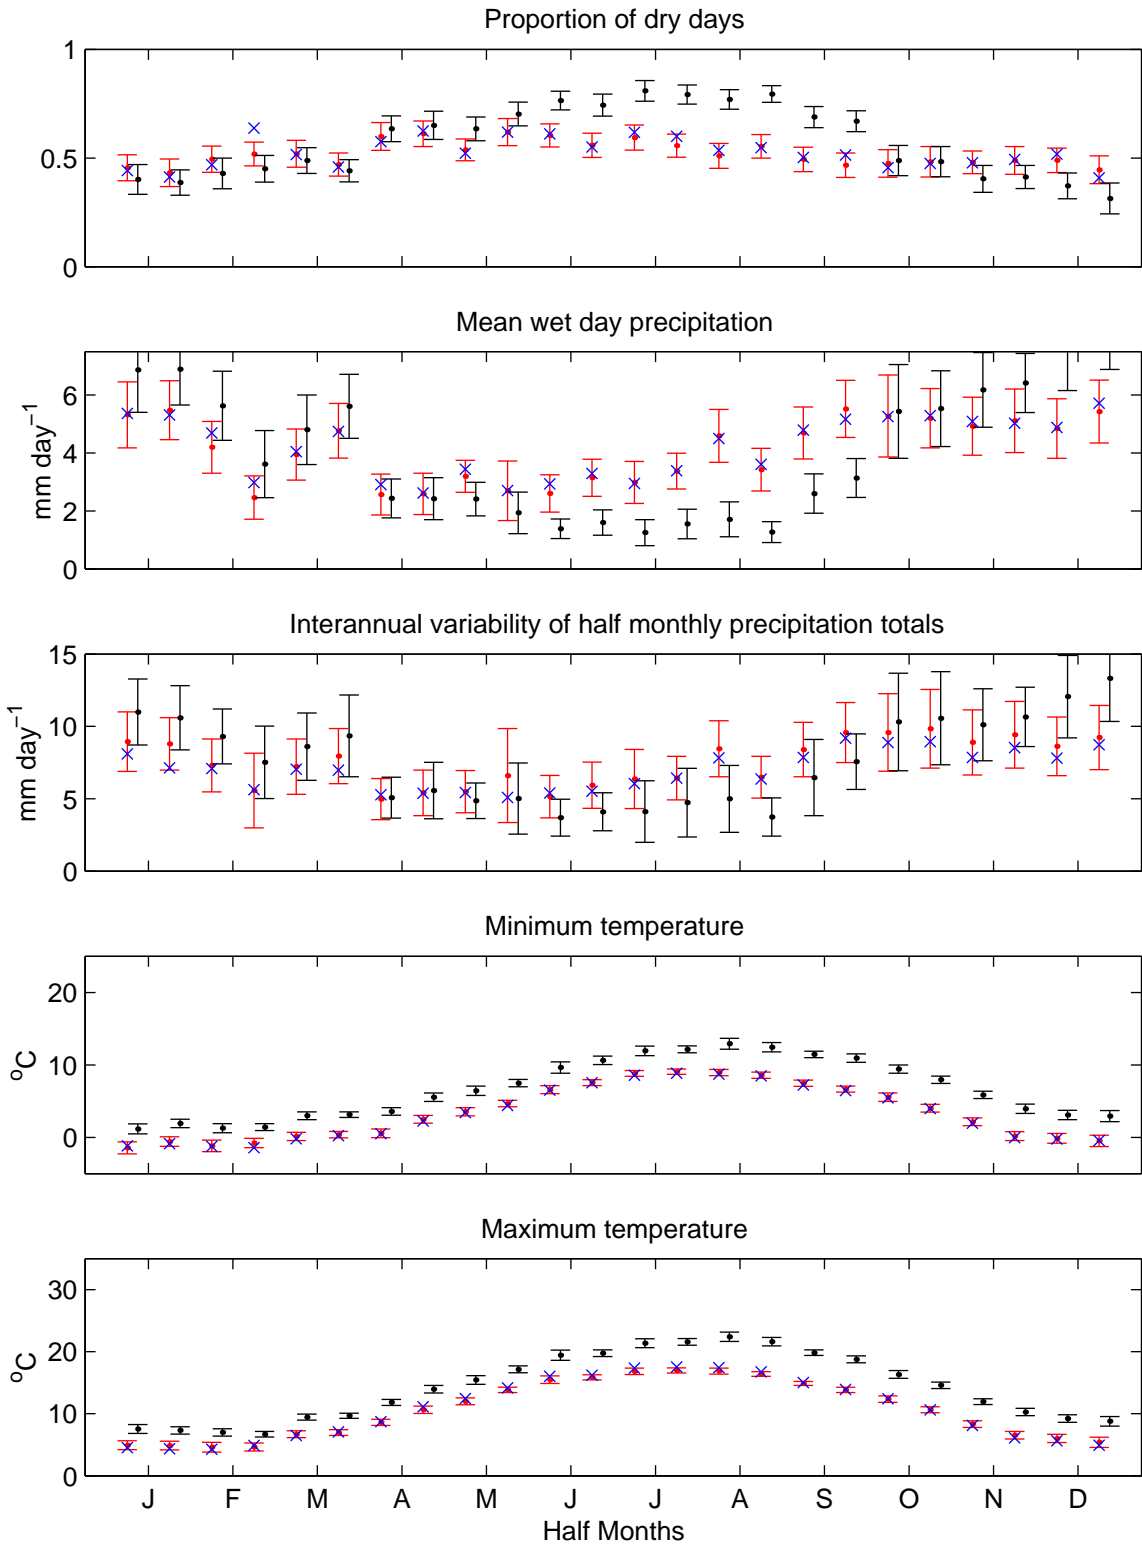 Proportion of dry days
1
0.5
0
Mean wet day precipitation
mm day⁻¹
6
4
2
0
Interannual variability of half monthly precipitation totals
mm day⁻¹
15
10
5
0
Minimum temperature
ºC
20
10
0
Maximum temperature
ºC
30
20
10
0
J F M A M J J A S O N D
Half Months